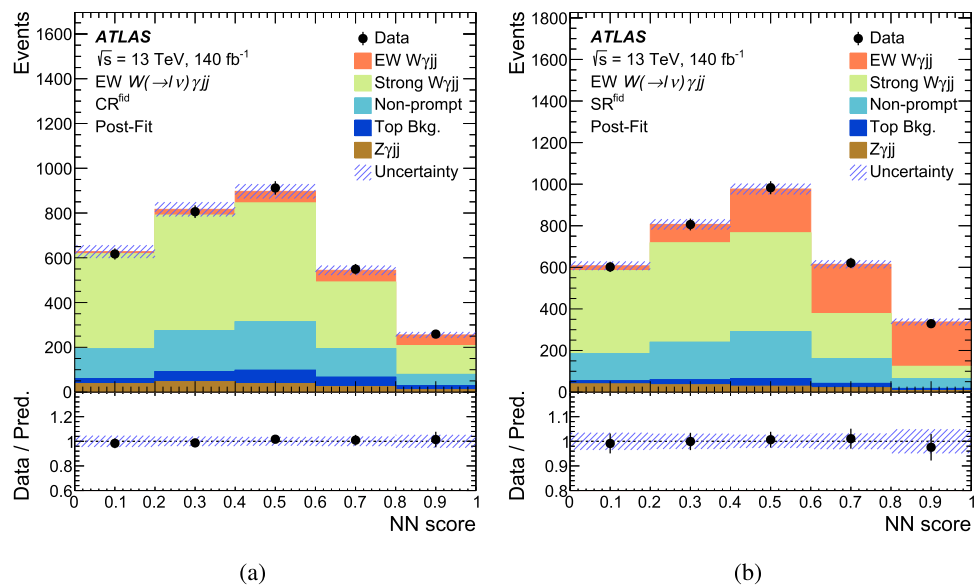 Events
1600
1400
1200
1000
800
600
400
200
0
ATLAS
√s = 13 TeV, 140 fb⁻¹
EW W(→lν)γjj
CRᶠⁱᵈ
Post-Fit
Data
EW Wγjj
Strong Wγjj
Non-prompt
Top Bkg.
Zγjj
Uncertainty
Data / Pred.
1.2
1
0.8
0.6
0 0.1 0.2 0.3 0.4 0.5 0.6 0.7 0.8 0.9 1
NN score
(a)
Events
1800
1600
1400
1200
1000
800
600
400
200
0
ATLAS
√s = 13 TeV, 140 fb⁻¹
EW W(→lν)γjj
SRᶠⁱᵈ
Post-Fit
Data
EW Wγjj
Strong Wγjj
Non-prompt
Top Bkg.
Zγjj
Uncertainty
Data / Pred.
1.1
1
0.9
0.8
0 0.1 0.2 0.3 0.4 0.5 0.6 0.7 0.8 0.9 1
NN score
(b)